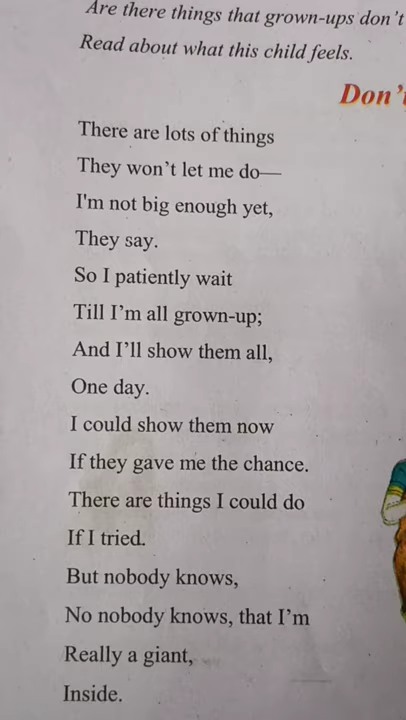 Are there things that grown-ups don't
Read about what this child feels.
Don't
There are lots of things
They won't let me do—
I'm not big enough yet,
They say.
So I patiently wait
Till I'm all grown-up;
And I'll show them all,
One day.
I could show them now
If they gave me the chance.
There are things I could do
If I tried.
But nobody knows,
No nobody knows, that I'm
Really a giant,
Inside.